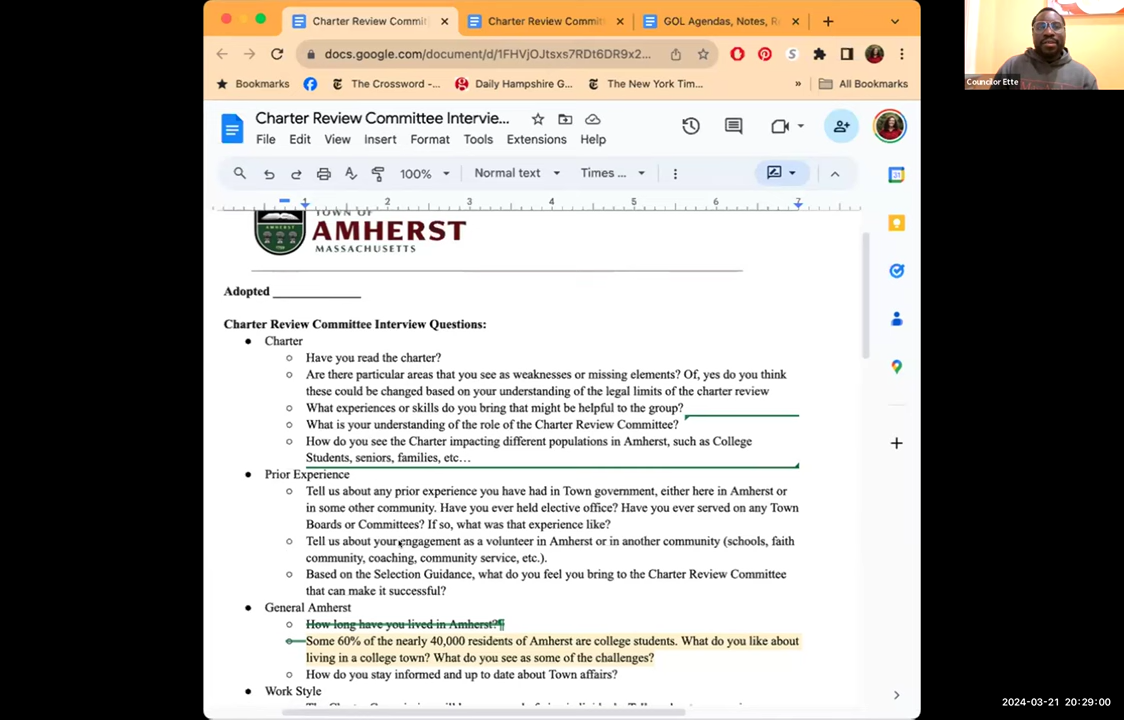 Charter Review Commit
Charter Review Commit
GOL Agendas, Notes, R
docs.google.com/document/d/1FHVjOJtsxs7RDt6DR9x2...
Bookmarks
The Crossword -...
Daily Hampshire G...
The New York Tim...
»
All Bookmarks
Councilor Ette
Charter Review Committee Intervie...
File Edit View Insert Format Tools Extensions Help
100% Normal text Times ...
1 2 3 4 5 6 7
TOWN OF
AMHERST
MASSACHUSETTS
Adopted ____________
Charter Review Committee Interview Questions:
● Charter
○ Have you read the charter?
○ Are there particular areas that you see as weaknesses or missing elements? Of, yes do you think
these could be changed based on your understanding of the legal limits of the charter review
○ What experiences or skills do you bring that might be helpful to the group?
○ What is your understanding of the role of the Charter Review Committee?
○ How do you see the Charter impacting different populations in Amherst, such as College
Students, seniors, families, etc…
● Prior Experience
○ Tell us about any prior experience you have had in Town government, either here in Amherst or
in some other community. Have you ever held elective office? Have you ever served on any Town
Boards or Committees? If so, what was that experience like?
○ Tell us about your engagement as a volunteer in Amherst or in another community (schools, faith
community, coaching, community service, etc.).
○ Based on the Selection Guidance, what do you feel you bring to the Charter Review Committee
that can make it successful?
● General Amherst
○ How long have you lived in Amherst?¶
○ Some 60% of the nearly 40,000 residents of Amherst are college students. What do you like about
living in a college town? What do you see as some of the challenges?
○ How do you stay informed and up to date about Town affairs?
● Work Style
2024-03-21 20:29:00